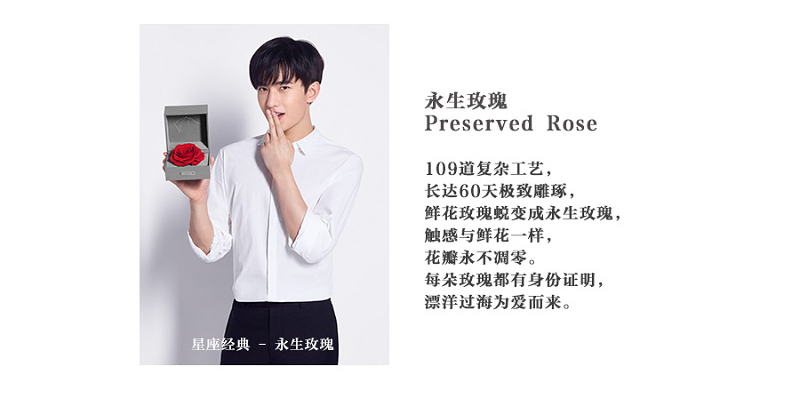 永生玫瑰
Preserved Rose
109道复杂工艺，
长达60天极致雕琢，
鲜花玫瑰蜕变成永生玫瑰，
触感与鲜花一样，
花瓣永不凋零。
每朵玫瑰都有身份证明，
漂洋过海为爱而来。
星座经典 - 永生玫瑰